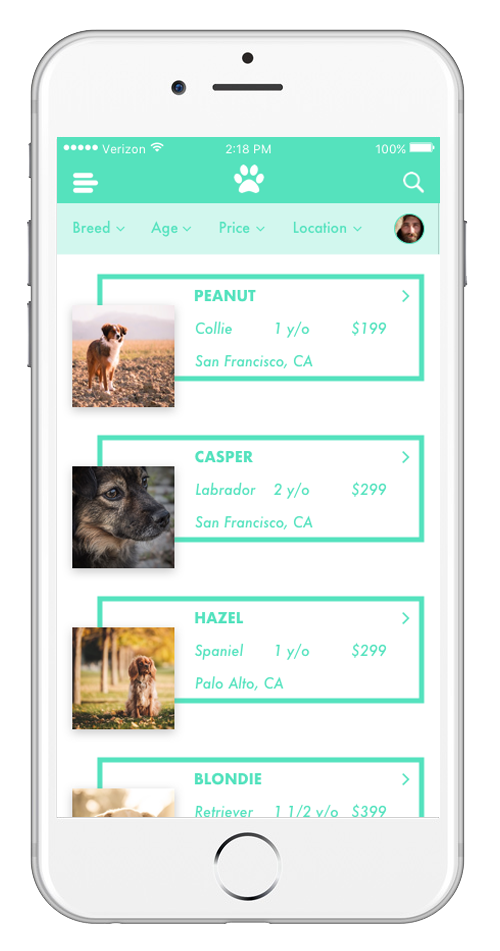 Verizon 2:18 PM 100%
Breed Age Price Location
PEANUT
Collie 1 y/o $199
San Francisco, CA
CASPER
Labrador 2 y/o $299
San Francisco, CA
HAZEL
Spaniel 1 y/o $299
Palo Alto, CA
BLONDIE
Retriever 1 1/2 y/o $399